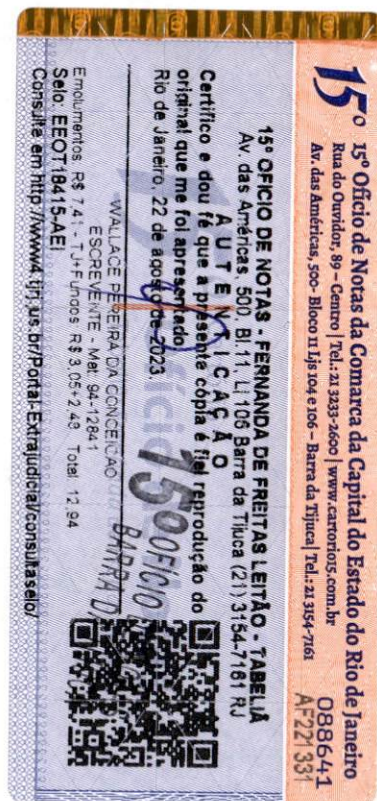 15º 15º Ofício de Notas da Comarca da Capital do Estado do Rio de Janeiro
Rua do Ouvidor, 89 - Centro | Tel.: 21 3233-2600 | www.cartorio15.com.br
Av. das Américas, 500 - Bloco 11 Ljs 104 e 106 - Barra da Tijuca | Tel.: 21 3154-7161
088641
AF221331
15º OFICIO DE NOTAS - FERNANDA DE FREITAS LEITÃO - TABELIÃ
Av. das Américas, 500, Bl.11, Lj 106 Barra da Tijuca (21) 3154-7161 RJ
AUTENTICAÇÃO
Certifico e dou fé que a presente cópia é fiel reprodução do
original que me foi apresentado.
Rio de Janeiro, 22 de agosto de 2023
WALLACE PEREIRA DA CONCEIÇÃO
ESCREVENTE - Mat. 94-12841
Emolumentos: R$ 7,41 - TJ+Fundos R$ 3,05+2,48 Total: 12,94
Selo: EEOT18415-AEI
Consulte em http://www4.tjrj.jus.br/Portal-Extrajudicial/consultaselo/
15º OFÍCIO
BARRA D